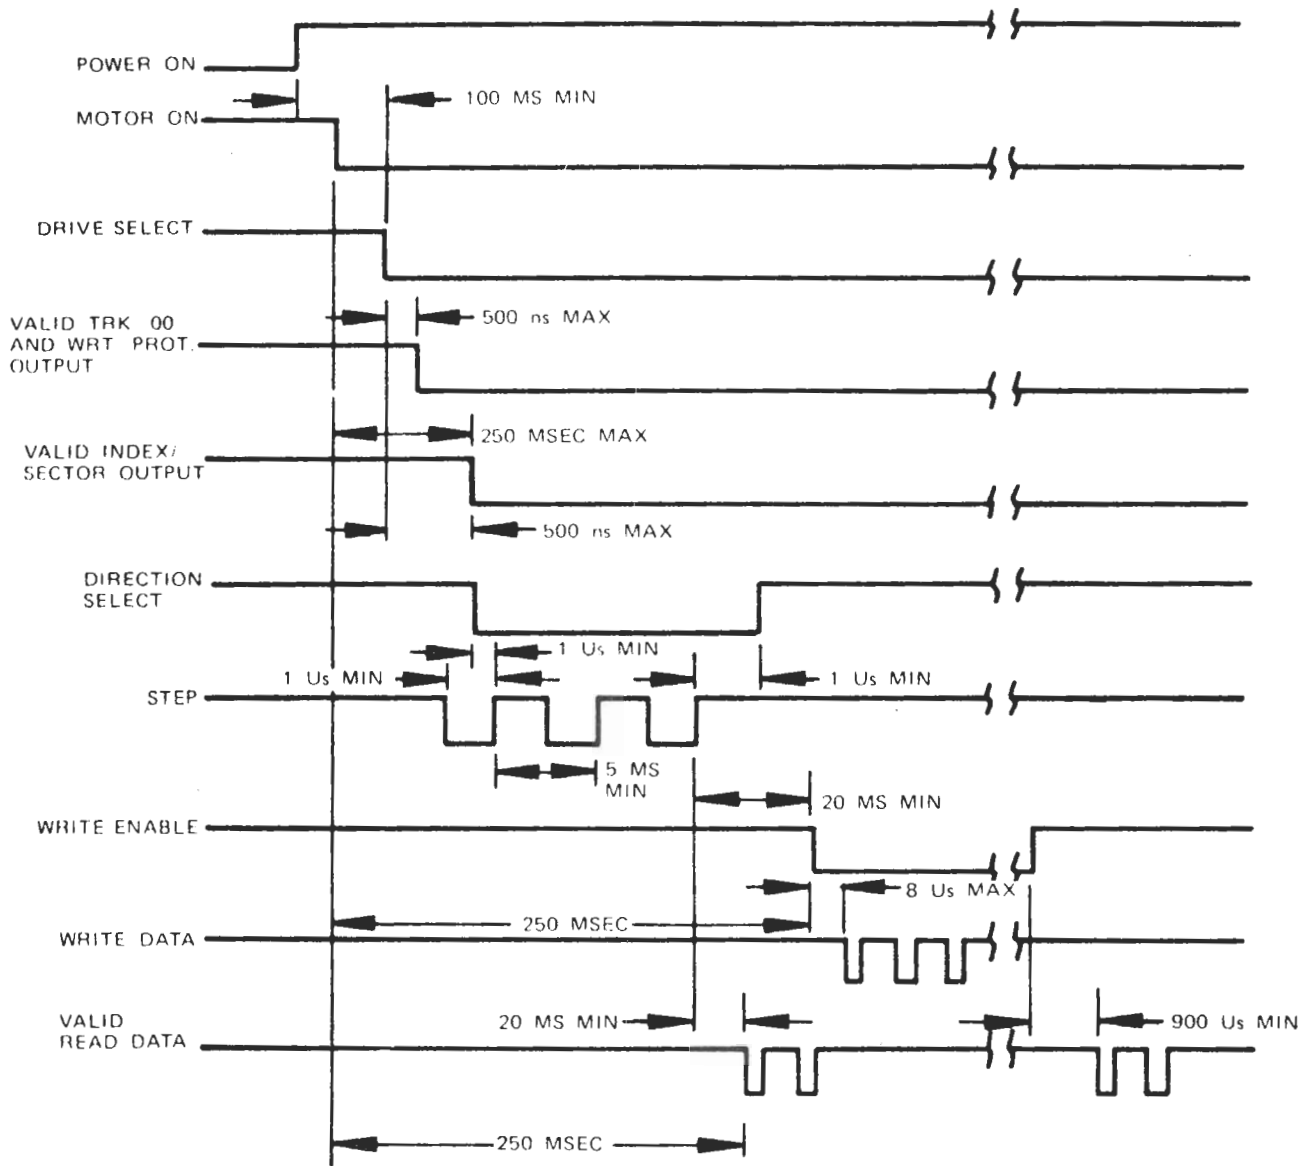 POWER ON
100 MS MIN
MOTOR ON
DRIVE SELECT
500 ns MAX
VALID TRK 00
AND WRT PROT.
OUTPUT
250 MSEC MAX
VALID INDEX/
SECTOR OUTPUT
500 ns MAX
DIRECTION
SELECT
1 Us MIN
1 Us MIN
1 Us MIN
STEP
5 MS
MIN
20 MS MIN
WRITE ENABLE
8 Us MAX
250 MSEC
WRITE DATA
VALID
READ DATA
20 MS MIN
900 Us MIN
250 MSEC